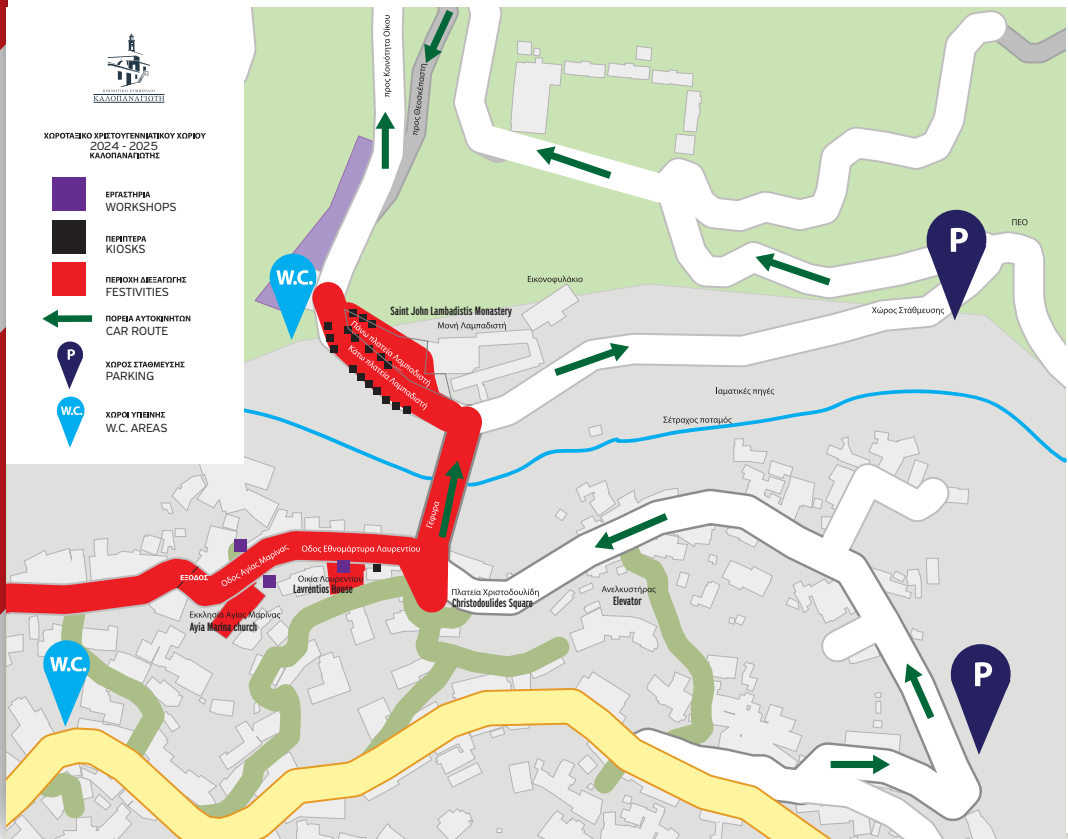 ΚΟΙΝΟΤΙΚΟ ΣΥΜΒΟΥΛΙΟ
ΚΑΛΟΠΑΝΑΓΙΩΤΗ
ΧΩΡΟΤΑΞΙΚΟ ΧΡΙΣΤΟΥΓΕΝΝΙΑΤΙΚΟΥ ΧΩΡΙΟΥ
2024 - 2025
ΚΑΛΟΠΑΝΑΓΙΩΤΗΣ
ΕΡΓΑΣΤΗΡΙΑ
WORKSHOPS
ΠΕΡΙΠΤΕΡΑ
KIOSKS
ΠΕΡΙΟΧΗ ΔΙΕΞΑΓΩΓΗΣ
FESTIVITIES
ΠΟΡΕΙΑ ΑΥΤΟΚΙΝΗΤΩΝ
CAR ROUTE
P
ΧΩΡΟΣ ΣΤΑΘΜΕΥΣΗΣ
PARKING
W.C.
ΧΩΡΟΙ ΥΓΙΕΙΝΗΣ
W.C. AREAS
προς Κοινότητα Οίκου
προς Θεοσκέπαστη
ΠΕΟ
P
W.C.
Εικονοφυλάκιο
Saint John Lambadistis Monastery
Μονή Λαμπαδιστή
Χώρος Στάθμευσης
Πάνω πλατεία Λαμπαδιστή
Κάτω πλατεία Λαμπαδιστή
Ιαματικές πηγές
Σέτραχος ποταμός
Γέφυρα
Οδος Εθνομάρτυρα Λαυρεντίου
Οδος Αγίας Μαρίνας
ΕΞΟΔΟΣ
Οικία Λαυρεντίου
Lavrentios House
Πλατεία Χριστοδουλίδη
Christodoulides Square
Ανελκυστήρας
Elevator
Εκκλησία Αγίας Μαρίνας
Ayia Marina church
W.C.
P